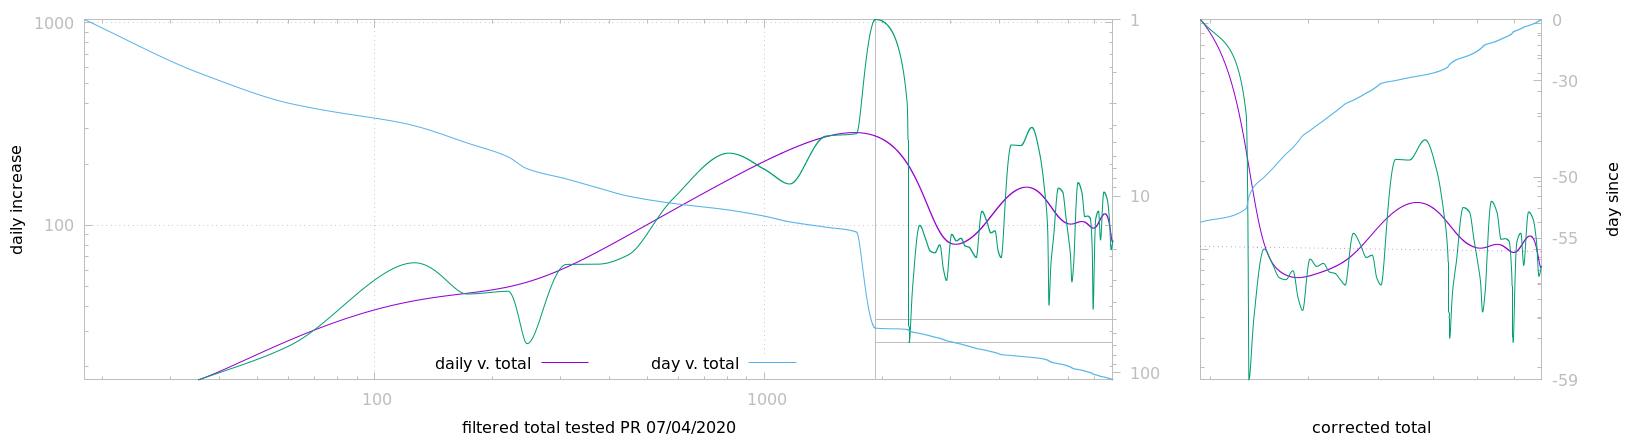 1000
100
daily increase
daily v. total
day v. total
100
1000
filtered total tested PR 07/04/2020
1
10
100
corrected total
0
-30
-50
-55
-59
day since